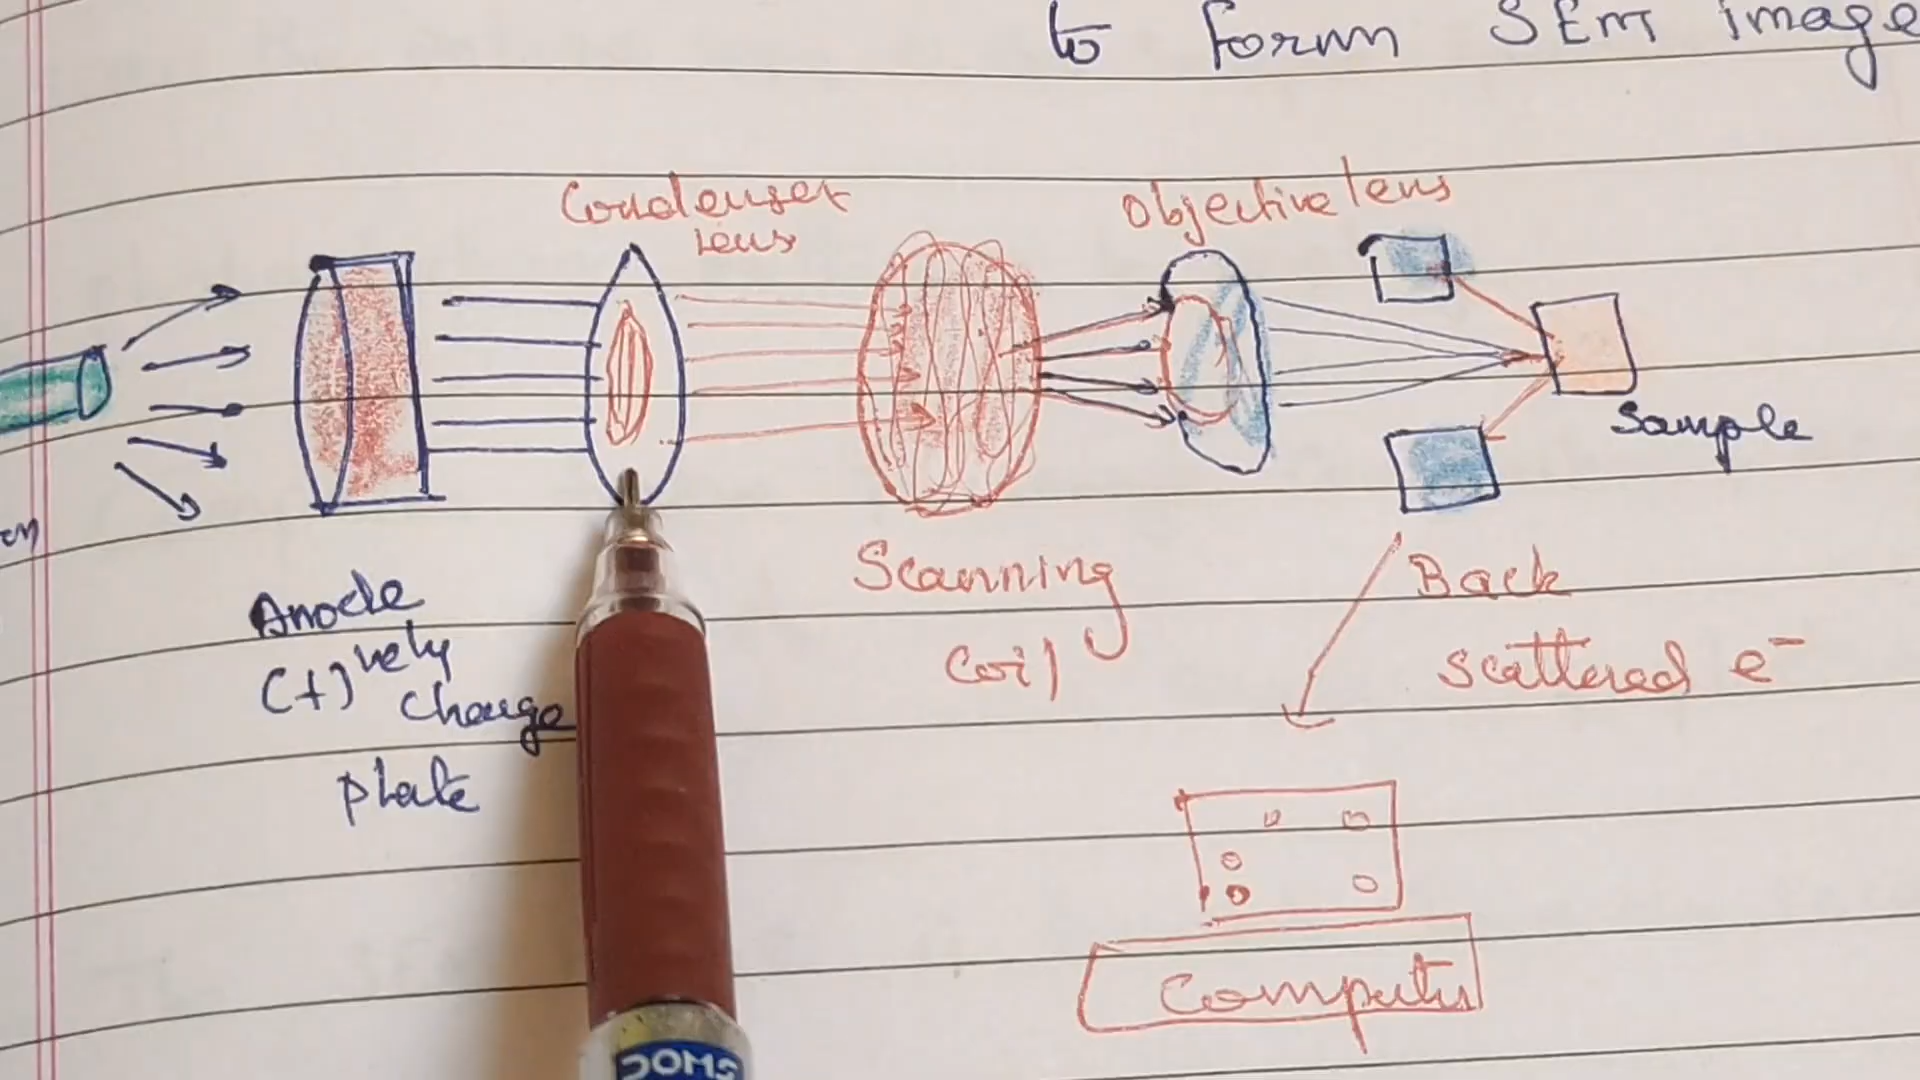 to form SEM image
Condenser
lens
Objective lens
Sample
Anode
(+)vely
charge
plate
Scanning
Coil
Back
scattered e⁻
Computer
DOMS